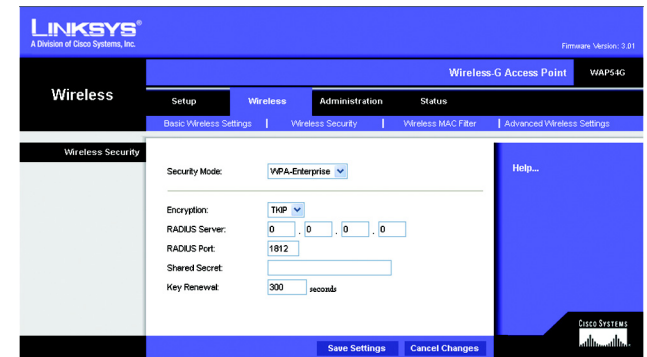 LINKSYS®
A Division of Cisco Systems, Inc.
Firmware Version: 3.01
Wireless-G Access Point WAP54G
Wireless
Setup Wireless Administration Status
Basic Wireless Settings | Wireless Security | Wireless MAC Filter | Advanced Wireless Settings
Wireless Security
Help...
Security Mode: WPA-Enterprise
Encryption: TKIP
RADIUS Server: 0 . 0 . 0 . 0
RADIUS Port: 1812
Shared Secret:
Key Renewal: 300 seconds
CISCO SYSTEMS
Save Settings Cancel Changes